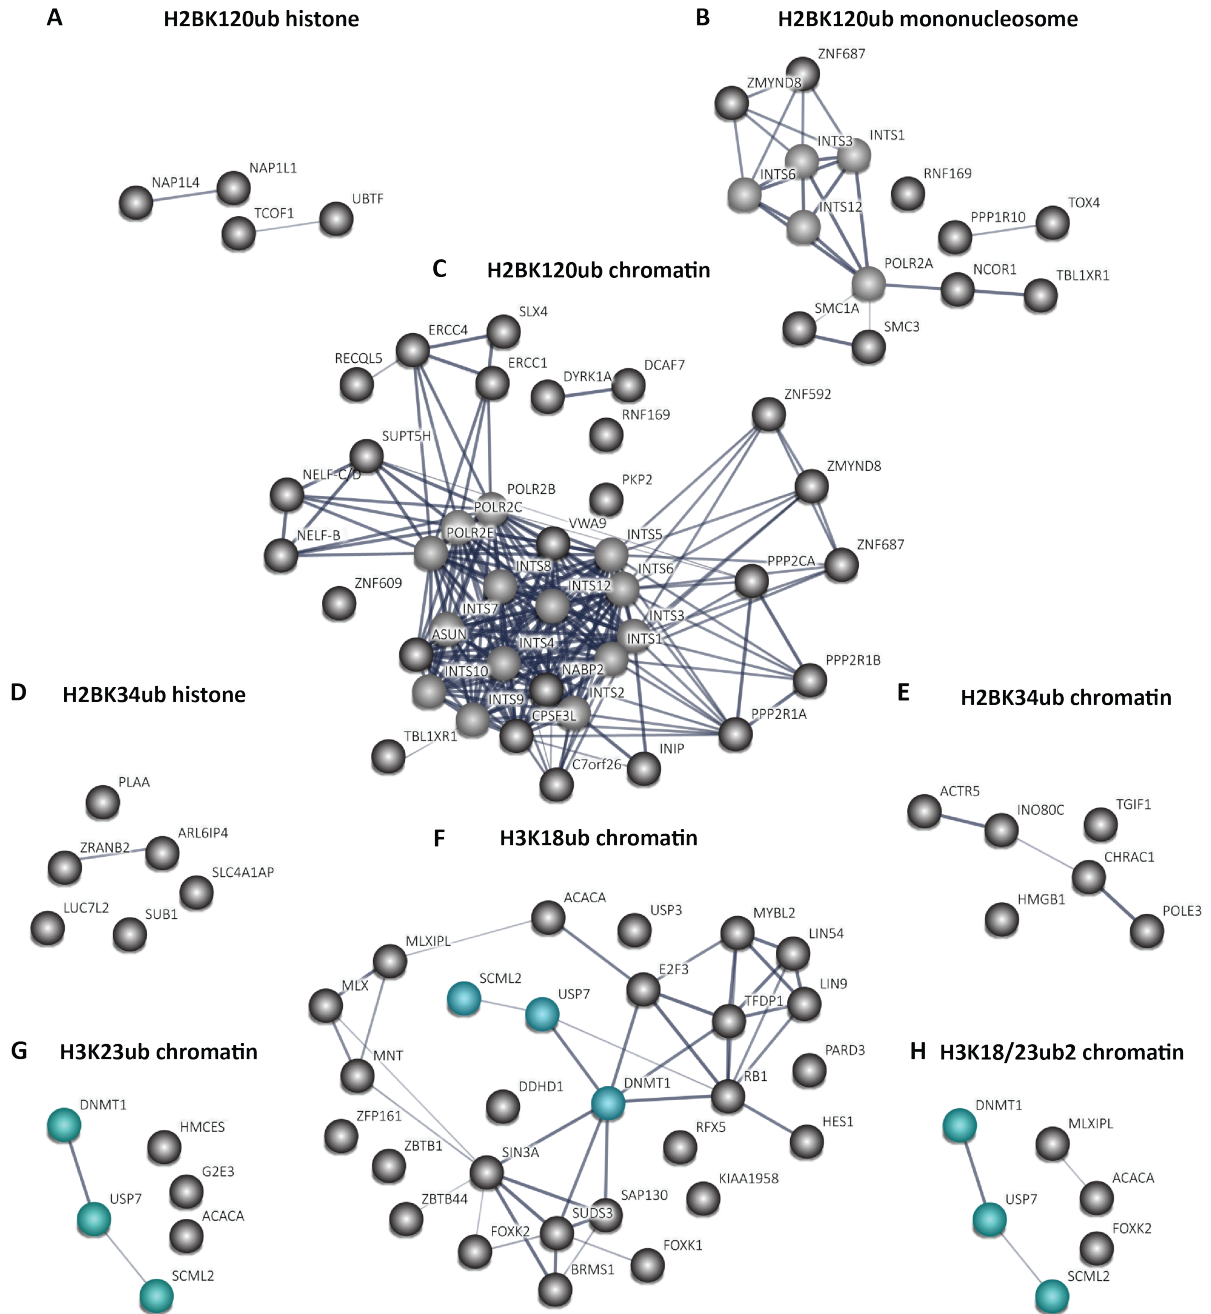 A
H2BK120ub histone
NAP1L4
NAP1L1
TCOF1
UBTF
B
H2BK120ub mononucleosome
ZNF687
ZMYND8
INTS3
INTS1
INTS6
INTS12
RNF169
PPP1R10
TOX4
POLR2A
NCOR1
TBL1XR1
SMC1A
SMC3
C
H2BK120ub chromatin
SLX4
ERCC4
RECQL5
ERCC1
DYRK1A
DCAF7
RNF169
ZNF592
SUPT5H
NELF-C/D
ZMYND8
PKP2
POLR2B
POLR2C
POLR2E
VWA9
NELF-B
INTS5
ZNF687
PPP2CA
INTS8
INTS6
INTS12
ZNF609
INTS7
INTS3
ASUN
INTS4
INTS1
INTS10
NABP2
PPP2R1B
INTS9
INTS2
CPSF3L
PPP2R1A
TBL1XR1
C7orf26
INIP
D
H2BK34ub histone
PLAA
ZRANB2
ARL6IP4
SLC4A1AP
LUC7L2
SUB1
E
H2BK34ub chromatin
ACTR5
INO80C
TGIF1
CHRAC1
HMGB1
POLE3
F
H3K18ub chromatin
ACACA
USP3
MYBL2
LIN54
MLXIPL
E2F3
SCML2
USP7
MLX
TFDP1
LIN9
MNT
PARD3
DDHD1
DNMT1
RB1
ZFP161
RFX5
HES1
ZBTB1
SIN3A
KIAA1958
ZBTB44
SAP130
SUDS3
FOXK2
FOXK1
BRMS1
G
H3K23ub chromatin
DNMT1
HMCES
G2E3
USP7
ACACA
SCML2
H
H3K18/23ub2 chromatin
DNMT1
MLXIPL
ACACA
USP7
FOXK2
SCML2